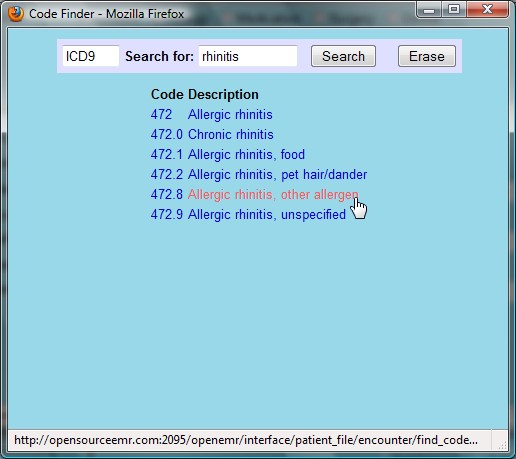 Code Finder - Mozilla Firefox
ICD9 Search for: rhinitis Search Erase
Code Description
472 Allergic rhinitis
472.0 Chronic rhinitis
472.1 Allergic rhinitis, food
472.2 Allergic rhinitis, pet hair/dander
472.8 Allergic rhinitis, other allergen
472.9 Allergic rhinitis, unspecified
http://opensourceemr.com:2095/openemr/interface/patient_file/encounter/find_code...